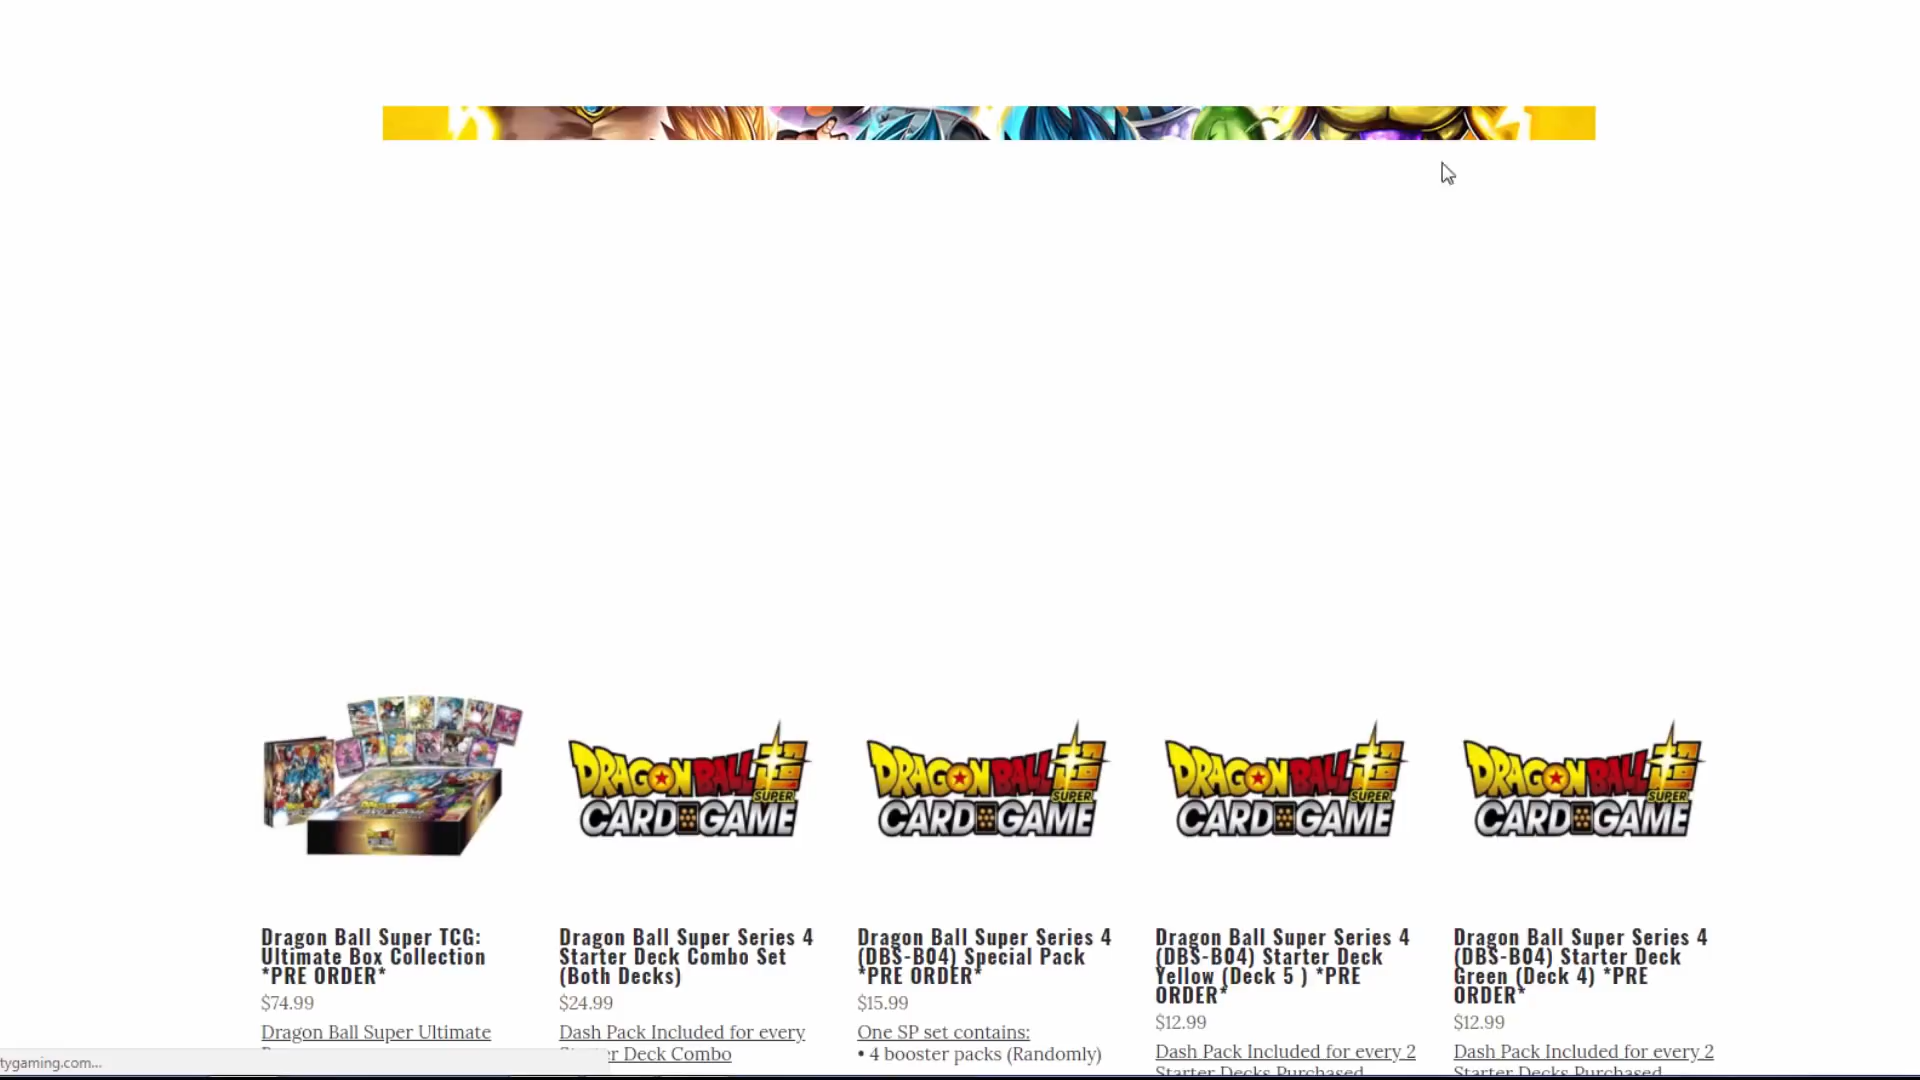 DRAGON BALL SUPER
CARD GAME
DRAGON BALL SUPER
CARD GAME
DRAGON BALL SUPER
CARD GAME
DRAGON BALL SUPER
CARD GAME
Dragon Ball Super TCG:
Ultimate Box Collection
*PRE ORDER*
$74.99
Dragon Ball Super Ultimate
Dragon Ball Super Series 4
Starter Deck Combo Set
(Both Decks)
$24.99
Dash Pack Included for every
Deck Combo
Dragon Ball Super Series 4
(DBS-B04) Special Pack
*PRE ORDER*
$15.99
One SP set contains:
• 4 booster packs (Randomly)
Dragon Ball Super Series 4
(DBS-B04) Starter Deck
Yellow (Deck 5 ) *PRE
ORDER*
$12.99
Dash Pack Included for every 2
Starter Decks Purchased
Dragon Ball Super Series 4
(DBS-B04) Starter Deck
Green (Deck 4) *PRE
ORDER*
$12.99
Dash Pack Included for every 2
Starter Decks Purchased
tygaming.com...